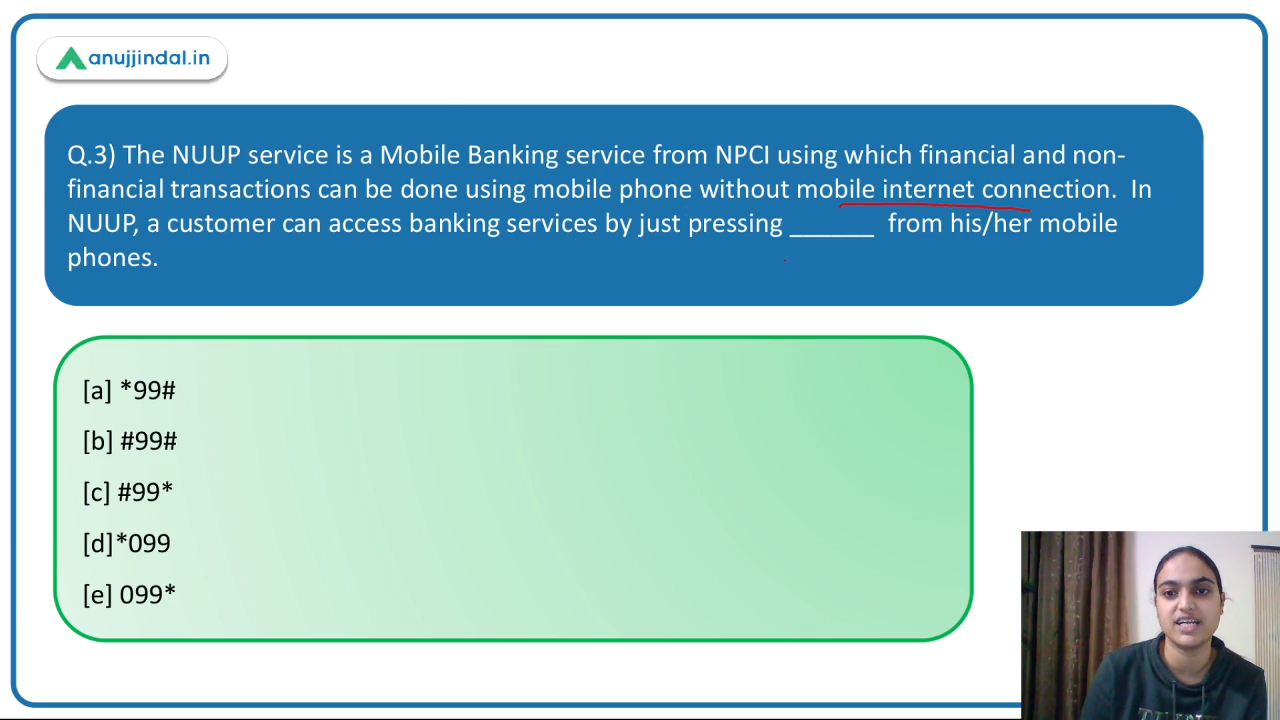 anujjindal.in
Q.3) The NUUP service is a Mobile Banking service from NPCI using which financial and non-
financial transactions can be done using mobile phone without mobile internet connection.  In
NUUP, a customer can access banking services by just pressing ______  from his/her mobile
phones.
[a] *99#
[b] #99#
[c] #99*
[d]*099
[e] 099*